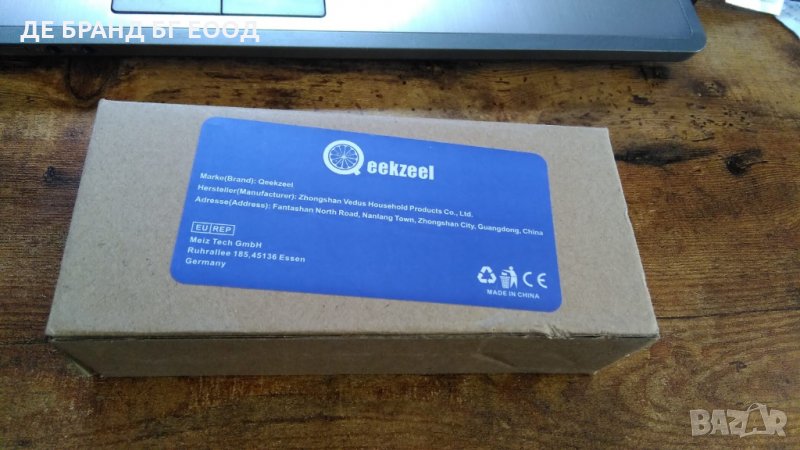 ДЕ БРАНД БГ ЕООД
Qeekzeel
Marke(Brand): Qeekzeel
Hersteller(Manufacturer): Zhongshan Vedus Household Products Co., Ltd.
Adresse(Address): Fantashan North Road, Nanlang Town, Zhongshan City, Guangdong, China
EU REP
Meiz Tech GmbH
Ruhrallee 185,45136 Essen
Germany
CE
MADE IN CHINA
BAZAR